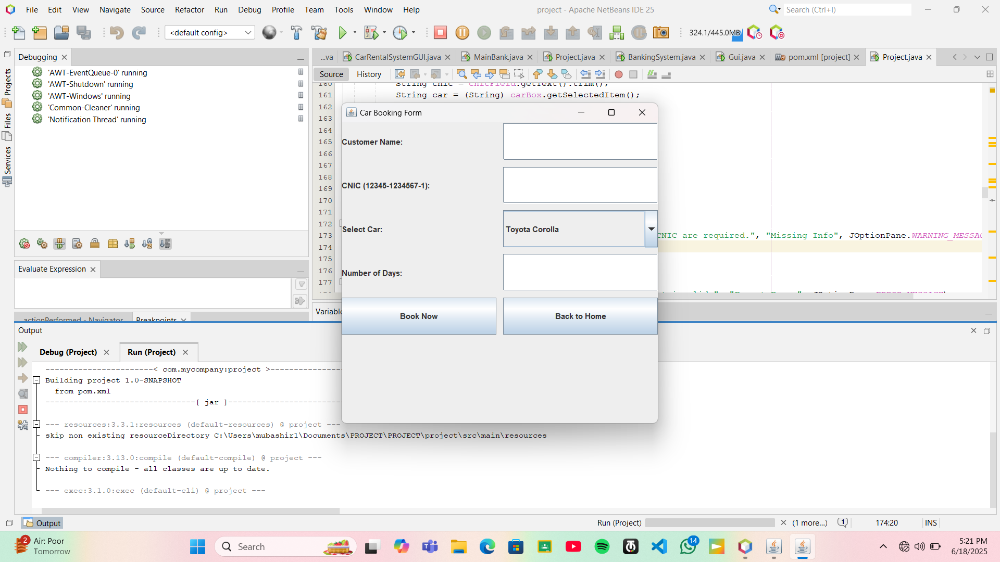 File Edit View Navigate Source Refactor Run Debug Profile Team Tools Window Help
project - Apache NetBeans IDE 25
Search (Ctrl+I)
<default config>
324.1/445.0MB
Debugging
...va CarRentalSystemGUI.java MainBank.java Project.java BankingSystem.java Gui.java pom.xml [project] Project.java
Source History
Projects
Files
Services
'AWT-EventQueue-0' running
'AWT-Shutdown' running
'AWT-Windows' running
'Common-Cleaner' running
'Notification Thread' running
160 String cnic = cnicField.getText().trim();
161 String car = (String) carBox.getSelectedItem();
162
163
164
165
166
167
168
169
170
171
172
173 CNIC are required.", "Missing Info", JOptionPane.WARNING_MESSAG
174
175
176
177
Car Booking Form
Customer Name:
CNIC (12345-1234567-1):
Select Car: Toyota Corolla
Number of Days:
Book Now Back to Home
Evaluate Expression
actionPerformed - Navigator Breakpoints
Variable
Output
Debug (Project) Run (Project)
-----------------------< com.mycompany:project >---------------
Building project 1.0-SNAPSHOT
from pom.xml
--------------------------------[ jar ]------------------------
--- resources:3.3.1:resources (default-resources) @ project ---
skip non existing resourceDirectory C:\Users\mubashir1\Documents\PROJECT\PROJECT\project\src\main\resources
--- compiler:3.13.0:compile (default-compile) @ project ---
Nothing to compile - all classes are up to date.
--- exec:3.1.0:exec (default-cli) @ project ---
Output
Run (Project) (1 more...) 1 174:20 INS
2 Air: Poor
Tomorrow
Search
14
5:21 PM
6/18/2025